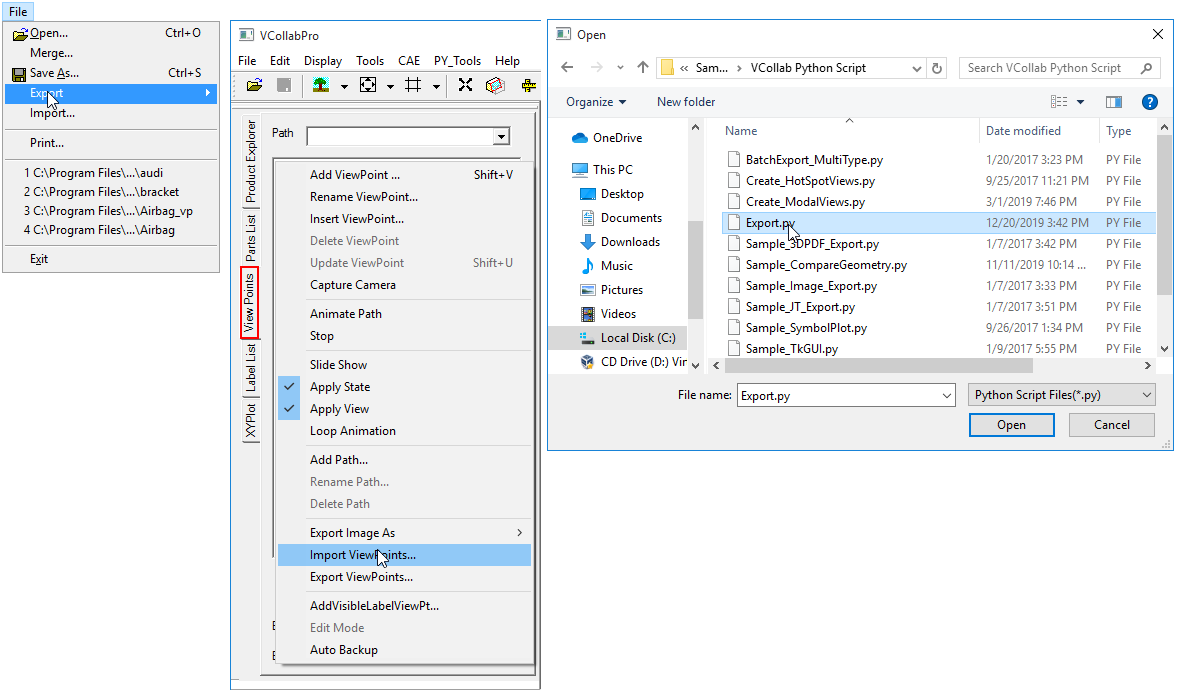 File
Open... Ctrl+O
Merge...
Save As... Ctrl+S
Export
Import...
Print...
1 C:\Program Files\...\audi
2 C:\Program Files\...\bracket
3 C:\Program Files\...\Airbag_vp
4 C:\Program Files\...\Airbag
Exit
VCollabPro
File Edit Display Tools CAE PY_Tools Help
Product Explorer
Parts List
View Points
Label List
XYPlot
Path
Add ViewPoint ... Shift+V
Rename ViewPoint...
Insert ViewPoint...
Delete ViewPoint
Update ViewPoint Shift+U
Capture Camera
Animate Path
Stop
Slide Show
Apply State
Apply View
Loop Animation
Add Path...
Rename Path...
Delete Path
Export Image As
Import ViewPoints...
Export ViewPoints...
AddVisibleLabelViewPt...
Edit Mode
Auto Backup
Open
« Sam... › VCollab Python Script
Search VCollab Python Script
Organize New folder
OneDrive
This PC
Desktop
Documents
Downloads
Music
Pictures
Videos
Local Disk (C:)
CD Drive (D:) Vir
Name Date modified Type
BatchExport_MultiType.py 1/20/2017 3:23 PM PY File
Create_HotSpotViews.py 9/25/2017 11:21 PM PY File
Create_ModalViews.py 3/1/2019 7:46 PM PY File
Export.py 12/20/2019 3:42 PM PY File
Sample_3DPDF_Export.py 1/7/2017 3:42 PM PY File
Sample_CompareGeometry.py 11/11/2019 10:14 ... PY File
Sample_Image_Export.py 1/7/2017 3:33 PM PY File
Sample_JT_Export.py 1/7/2017 3:51 PM PY File
Sample_SymbolPlot.py 9/26/2017 1:34 PM PY File
Sample_TkGUI.py 1/9/2017 5:55 PM PY File
File name: Export.py Python Script Files(*.py)
Open Cancel